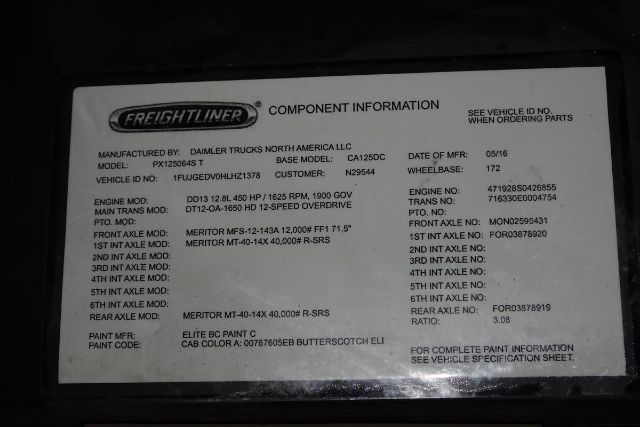 FREIGHTLINER® COMPONENT INFORMATION
SEE VEHICLE ID NO.
WHEN ORDERING PARTS
MANUFACTURED BY: DAIMLER TRUCKS NORTH AMERICA LLC
MODEL: PX125064S T BASE MODEL: CA125DC DATE OF MFR: 05/16
VEHICLE ID NO: 1FUJGEDV0HLHZ1378 CUSTOMER: N29544 WHEELBASE: 172
ENGINE MOD: DD13 12.8L 450 HP / 1625 RPM, 1900 GOV ENGINE NO: 471928S0426855
MAIN TRANS MOD: DT12-OA-1650 HD 12-SPEED OVERDRIVE TRANS NO: 716330E0004754
PTO. MOD: PTO. NO:
FRONT AXLE MOD: MERITOR MFS-12-143A 12,000# FF1 71.5" FRONT AXLE NO: MON02595431
1ST INT AXLE MOD: MERITOR MT-40-14X 40,000# R-SRS 1ST INT AXLE NO: FOR03878920
2ND INT AXLE MOD: 2ND INT AXLE NO:
3RD INT AXLE MOD: 3RD INT AXLE NO:
4TH INT AXLE MOD: 4TH INT AXLE NO:
5TH INT AXLE MOD: 5TH INT AXLE NO:
6TH INT AXLE MOD: 6TH INT AXLE NO:
REAR AXLE MOD: MERITOR MT-40-14X 40,000# R-SRS REAR AXLE NO: FOR03878919
RATIO: 3.08
PAINT MFR: ELITE BC PAINT C
PAINT CODE: CAB COLOR A: 00767605EB BUTTERSCOTCH ELI
FOR COMPLETE PAINT INFORMATION
SEE VEHICLE SPECIFICATION SHEET.